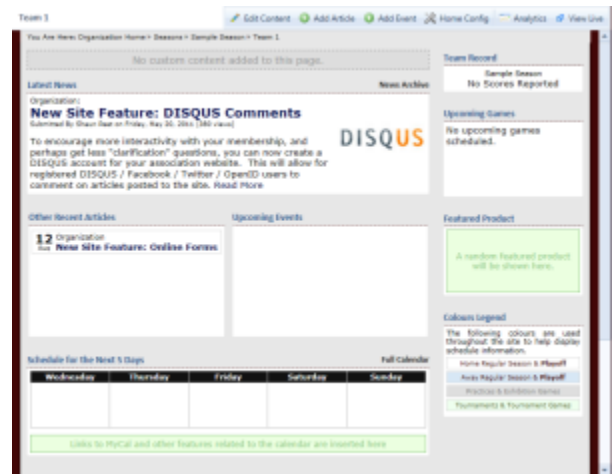 Team 1
Edit Content Add Article Add Event Home Config Analytics View Live
You Are Here: Organization Home > Seasons > Sample Season > Team 1
No custom content added to this page.
Team Record
Sample Season
No Scores Reported
Latest News News Archive
Organization:
New Site Feature: DISQUS Comments
Submitted By Shaun Best on Friday, May 20, 2011 (380 views)
To encourage more interactivity with your membership, and
perhaps get less "clarification" questions, you can now create a
DISQUS account for your association website. This will allow for
registered DISQUS / Facebook / Twitter / OpenID users to
comment on articles posted to the site. Read More
DISQUS
Upcoming Games
No upcoming games
scheduled.
Other Recent Articles
12 Organization
New Site Feature: Online Forms
Upcoming Events
Featured Product
A random featured product
will be shown here.
Colours Legend
The following colours are used
throughout the site to help display
schedule information.
Home Regular Season & Playoff
Away Regular Season & Playoff
Practices & Exhibition Games
Tournaments & Tournament Games
Schedule for the Next 5 Days Full Calendar
Wednesday Thursday Friday Saturday Sunday
Links to MyCal and other features related to the calendar are inserted here